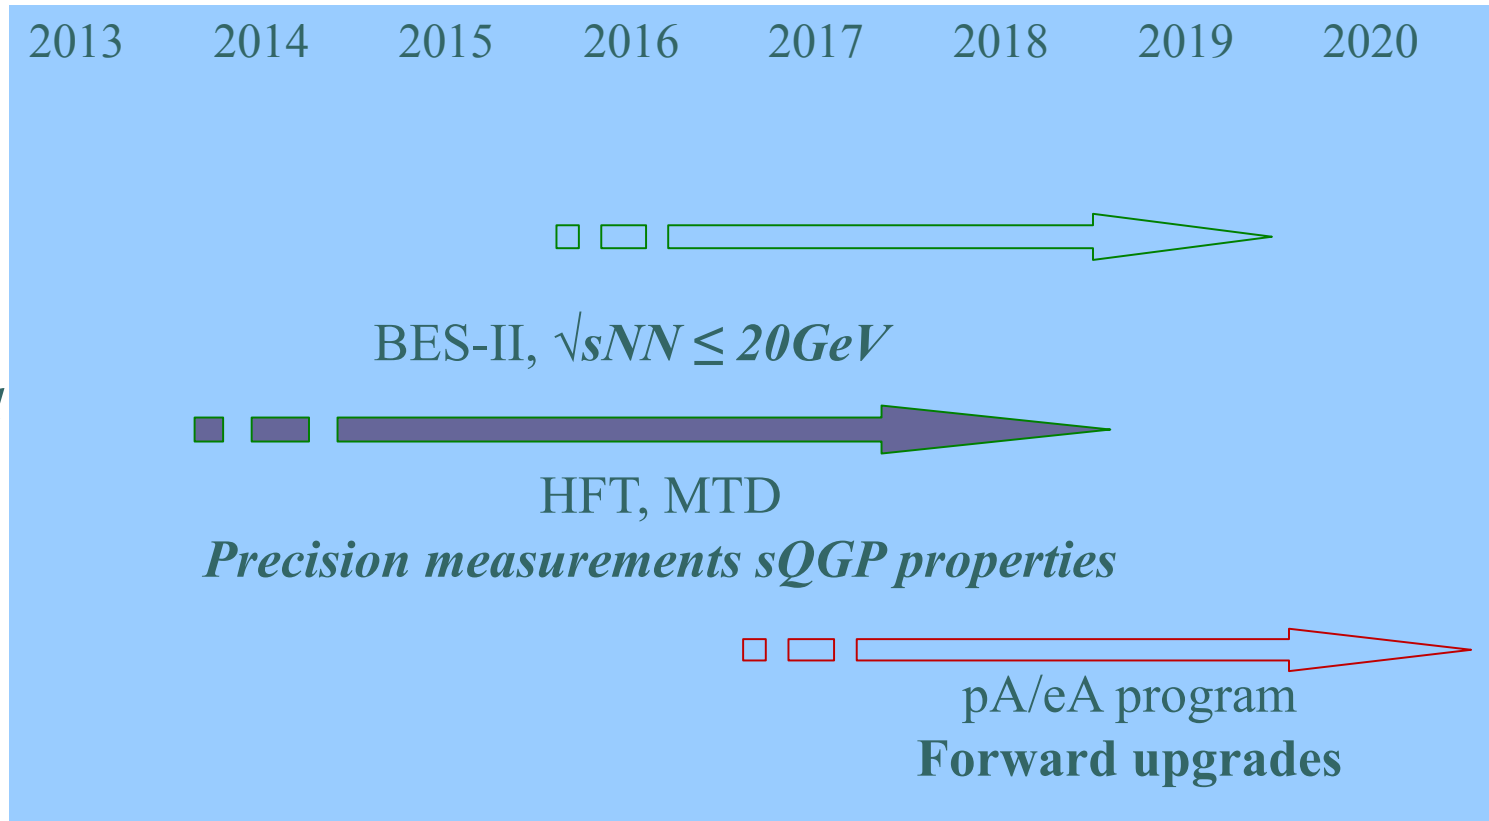 2013 2014 2015 2016 2017 2018 2019 2020
BES-II, √sNN ≤ 20GeV
HFT, MTD
Precision measurements sQGP properties
pA/eA program
Forward upgrades